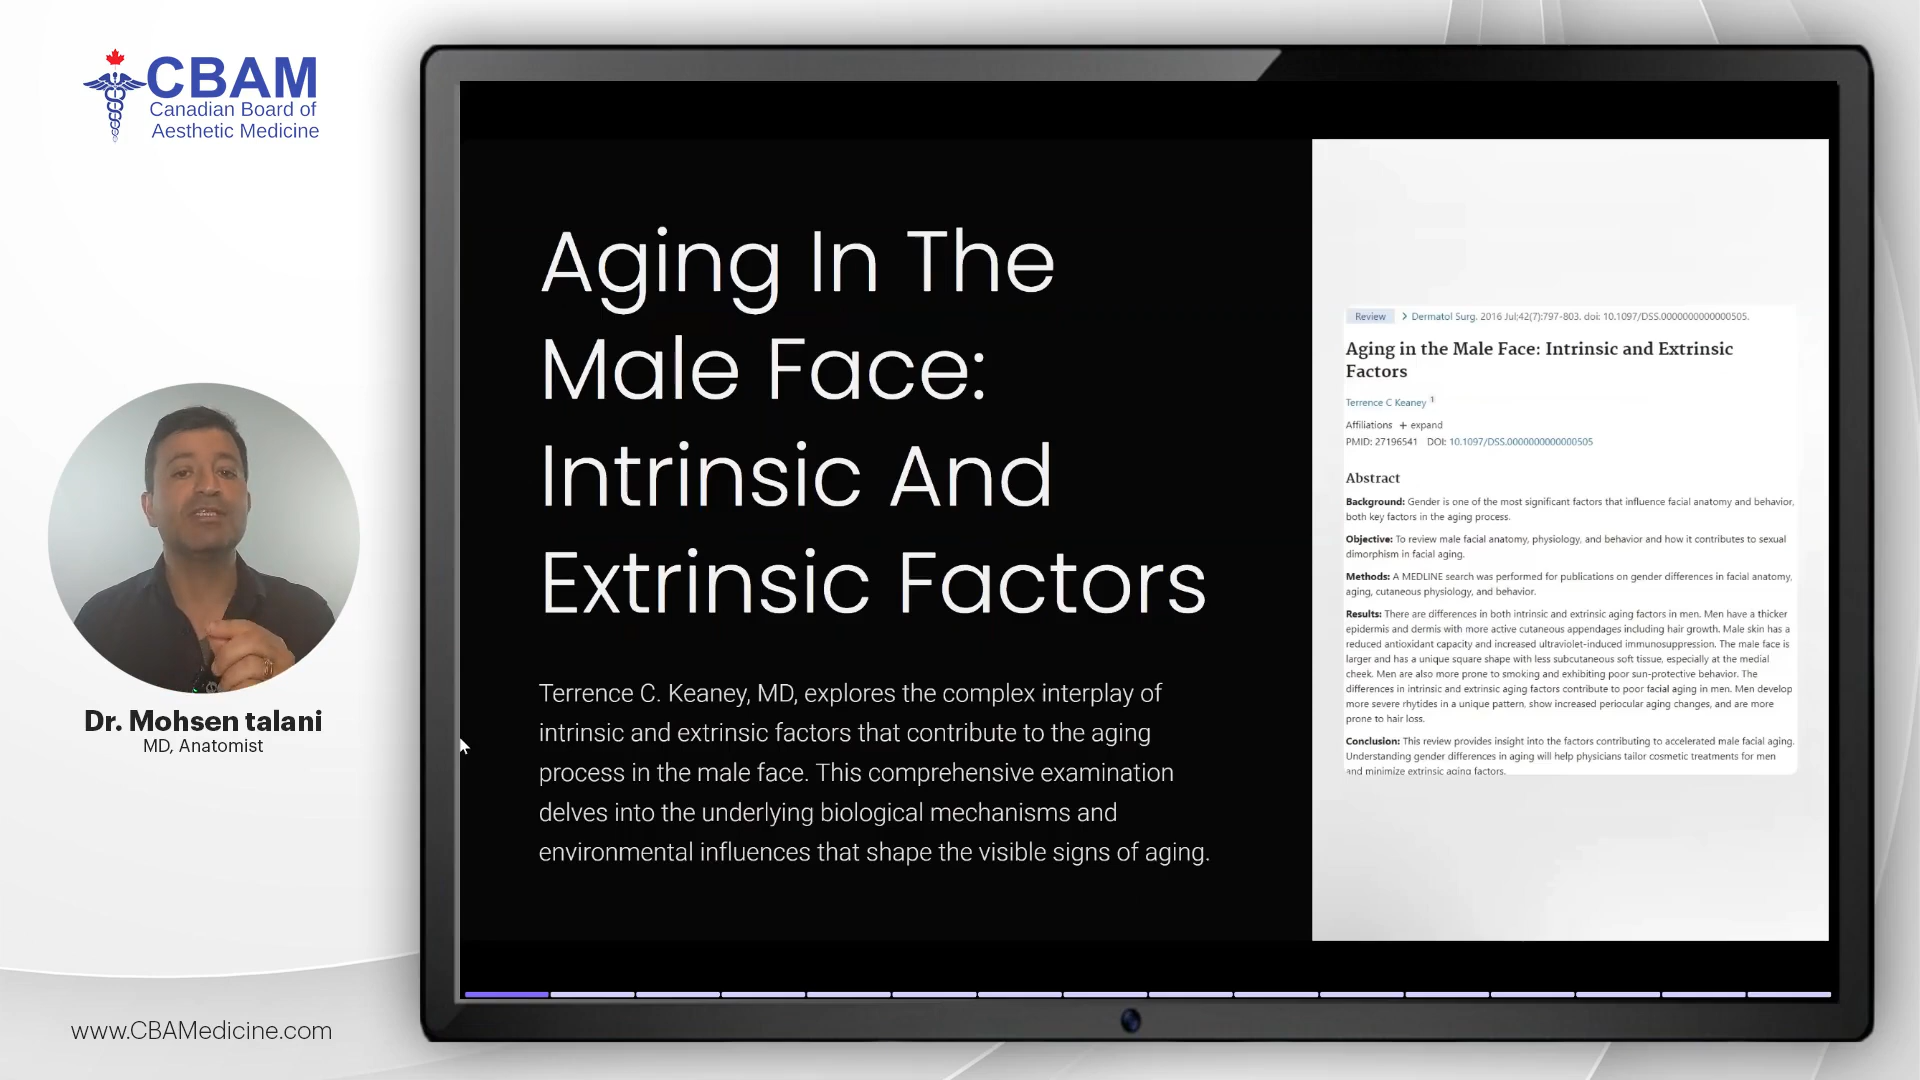 CBAM
Canadian Board of
Aesthetic Medicine
Dr. Mohsen talani
MD, Anatomist
www.CBAMedicine.com
Aging In The
Male Face:
Intrinsic And
Extrinsic Factors
Terrence C. Keaney, MD, explores the complex interplay of
intrinsic and extrinsic factors that contribute to the aging
process in the male face. This comprehensive examination
delves into the underlying biological mechanisms and
environmental influences that shape the visible signs of aging.
Review > Dermatol Surg. 2016 Jul;42(7):797-803. doi: 10.1097/DSS.0000000000000505.
Aging in the Male Face: Intrinsic and Extrinsic
Factors
Terrence C Keaney 1
Affiliations + expand
PMID: 27196541 DOI: 10.1097/DSS.0000000000000505
Abstract
Background: Gender is one of the most significant factors that influence facial anatomy and behavior,
both key factors in the aging process.
Objective: To review male facial anatomy, physiology, and behavior and how it contributes to sexual
dimorphism in facial aging.
Methods: A MEDLINE search was performed for publications on gender differences in facial anatomy,
aging, cutaneous physiology, and behavior.
Results: There are differences in both intrinsic and extrinsic aging factors in men. Men have a thicker
epidermis and dermis with more active cutaneous appendages including hair growth. Male skin has a
reduced antioxidant capacity and increased ultraviolet-induced immunosuppression. The male face is
larger and has a unique square shape with less subcutaneous soft tissue, especially at the medial
cheek. Men are also more prone to smoking and exhibiting poor sun-protective behavior. The
differences in intrinsic and extrinsic aging factors contribute to poor facial aging in men. Men develop
more severe rhytides in a unique pattern, show increased periocular aging changes, and are more
prone to hair loss.
Conclusion: This review provides insight into the factors contributing to accelerated male facial aging.
Understanding gender differences in aging will help physicians tailor cosmetic treatments for men
and minimize extrinsic aging factors.